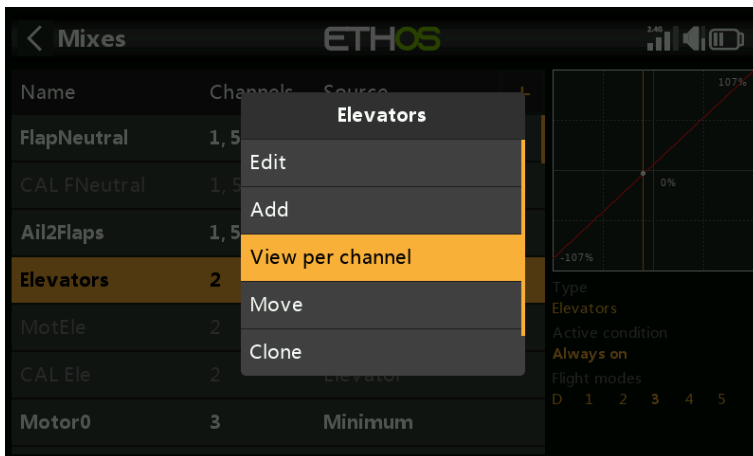 Mixes
ETHOS
2.4G
Name Channels Source +
FlapNeutral 1, 5
CAL FNeutral 1, 5
Ail2Flaps 1, 5
Elevators 2
MotEle 2
CAL Ele 2 Elevator
Motor0 3 Minimum
Elevators
Edit
Add
View per channel
Move
Clone
107%
0%
-107%
Type
Elevators
Active condition
Always on
Flight modes
D 1 2 3 4 5